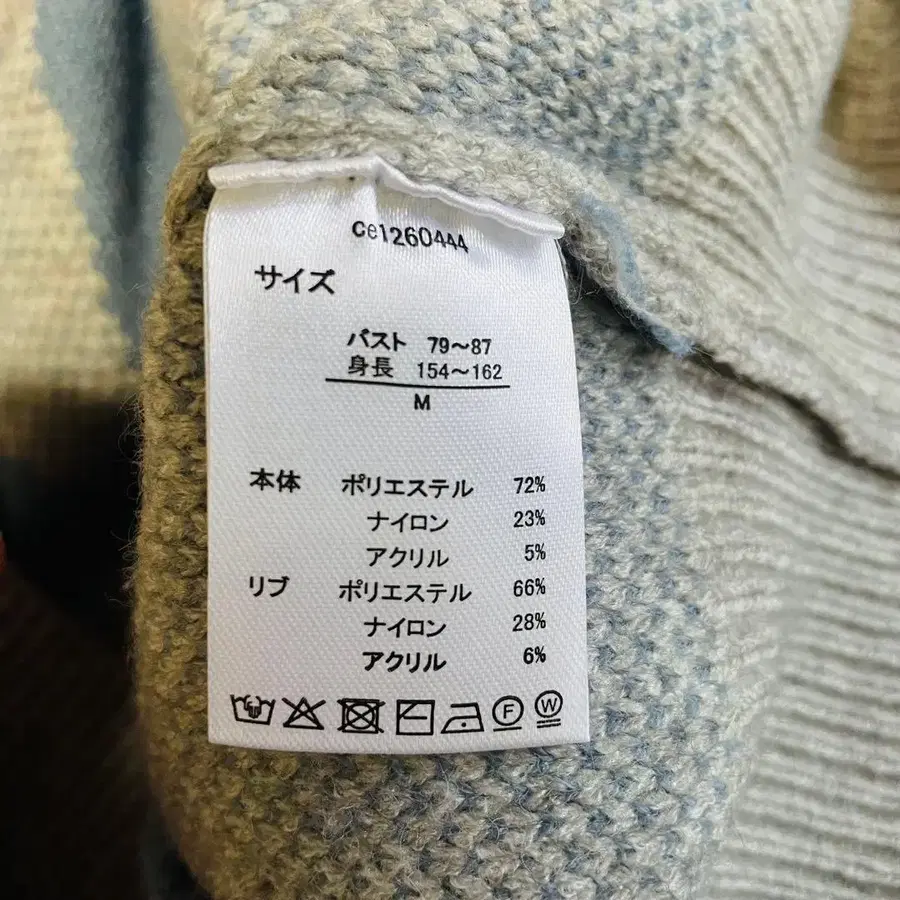 ce1260444
サイズ
バスト 79～87
身長 154～162
M
本体 ポリエステル 72%
ナイロン 23%
アクリル 5%
リブ ポリエステル 66%
ナイロン 28%
アクリル 6%
F W